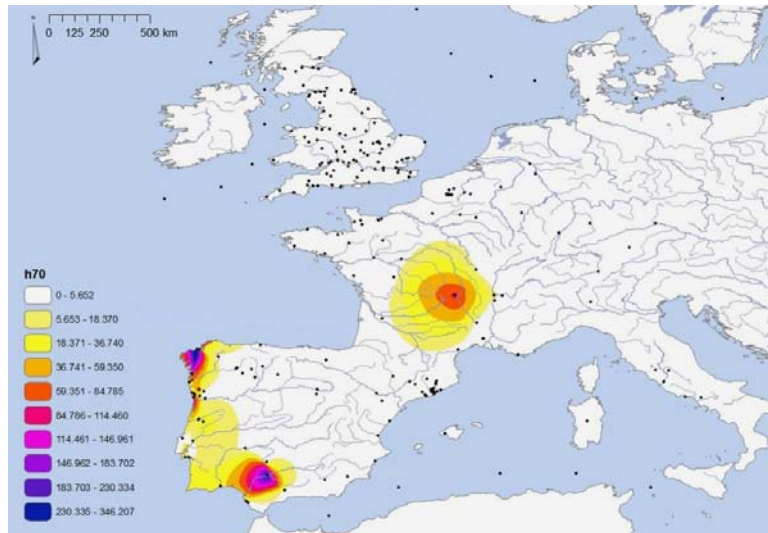 N
0 125 250 500 km
h70
0 - 5.652
5.653 - 18.370
18.371 - 36.740
36.741 - 59.350
59.351 - 84.785
84.786 - 114.460
114.461 - 146.961
146.962 - 183.702
183.703 - 230.334
230.335 - 346.207